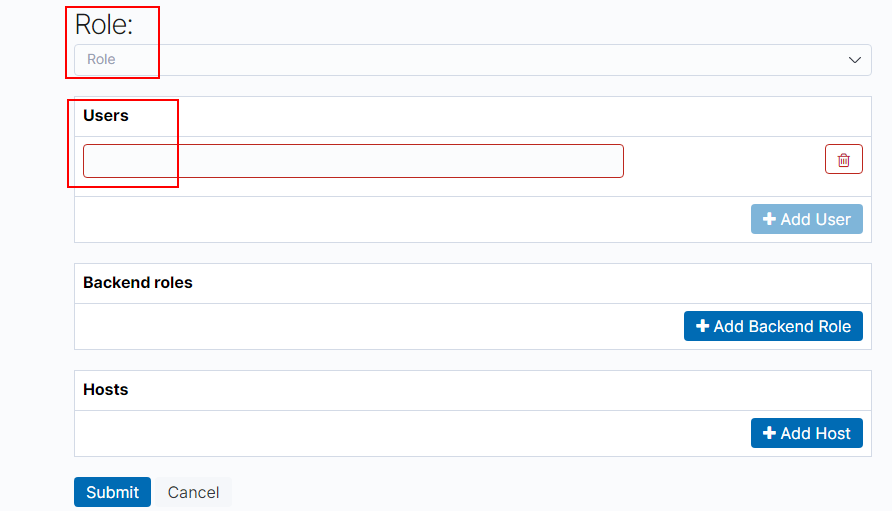 Role:
Role
Users
Add User
Backend roles
Add Backend Role
Hosts
Add Host
Submit Cancel